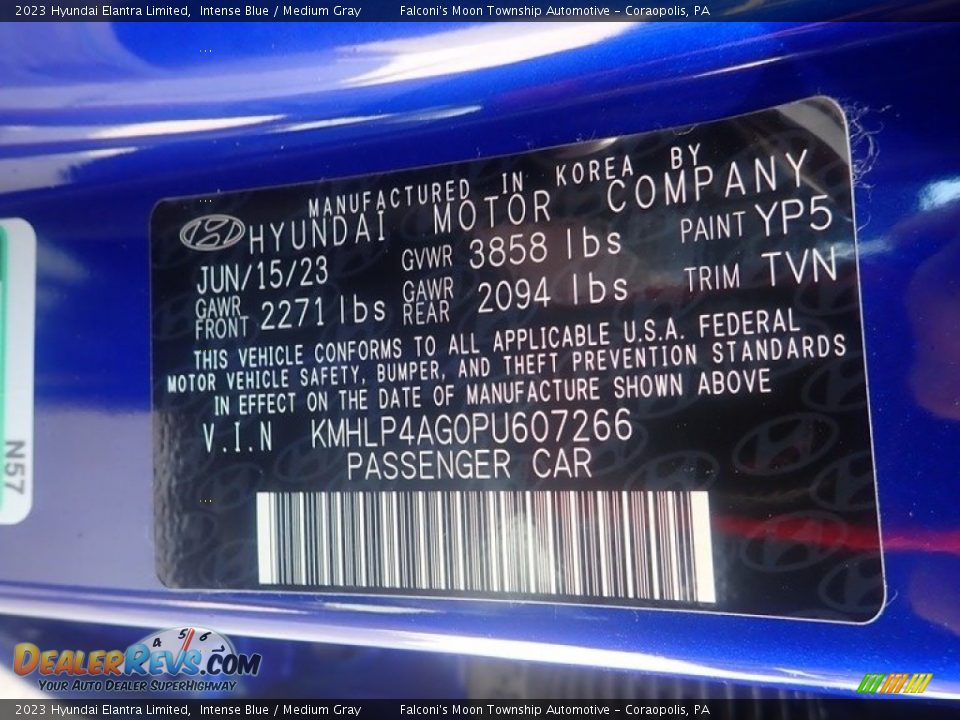 2023 Hyundai Elantra Limited, Intense Blue / Medium Gray Falconi's Moon Township Automotive - Coraopolis, PA
MANUFACTURED IN KOREA BY
HYUNDAI MOTOR COMPANY
JUN/15/23 GVWR 3858 lbs PAINT YP5
GAWR FRONT 2271 lbs GAWR REAR 2094 lbs TRIM TVN
THIS VEHICLE CONFORMS TO ALL APPLICABLE U.S.A. FEDERAL
MOTOR VEHICLE SAFETY, BUMPER, AND THEFT PREVENTION STANDARDS
IN EFFECT ON THE DATE OF MANUFACTURE SHOWN ABOVE
V.I.N KMHLP4AG0PU607266
PASSENGER CAR
N57
4 5 6
DEALERREVS.COM
YOUR AUTO DEALER SUPERHIGHWAY
2023 Hyundai Elantra Limited, Intense Blue / Medium Gray Falconi's Moon Township Automotive - Coraopolis, PA